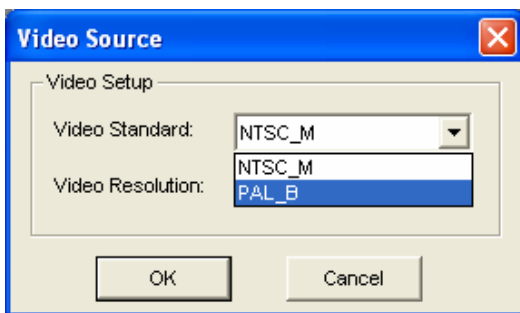 Video Source
Video Setup
Video Standard: NTSC_M
NTSC_M
Video Resolution: PAL_B
OK Cancel